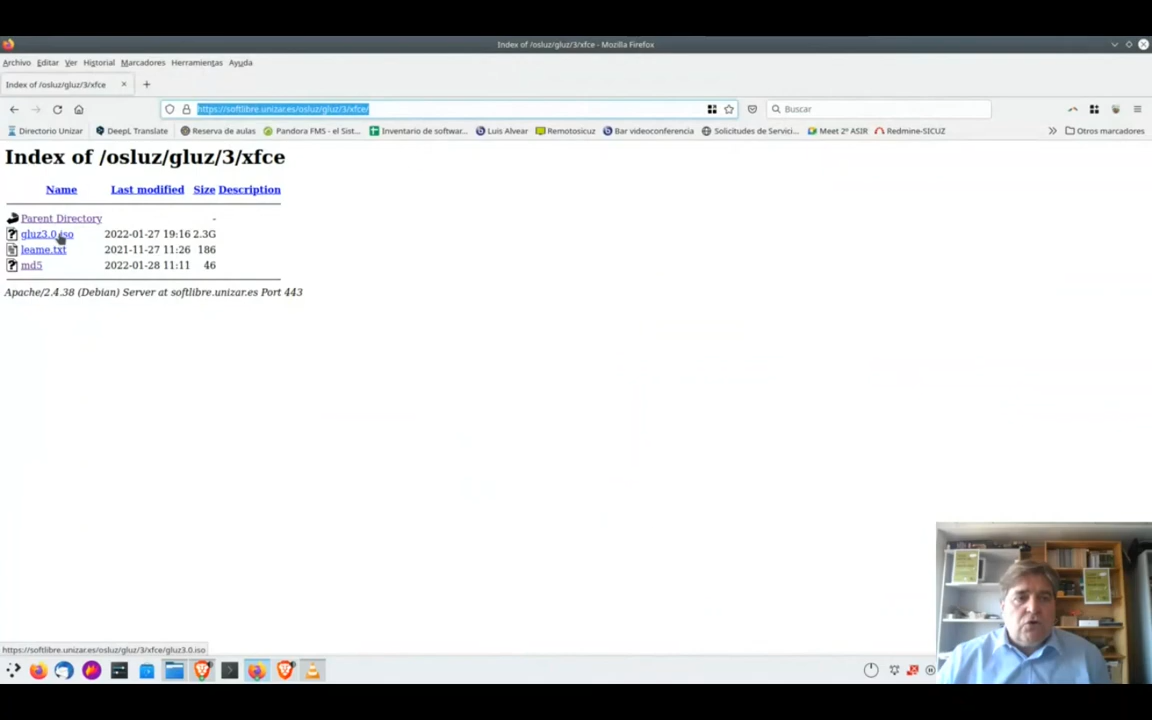 Index of /osluz/gluz/3/xfce - Mozilla Firefox
Archivo Editar Ver Historial Marcadores Herramientas Ayuda
Index of /osluz/gluz/3/xfce
https://softlibre.unizar.es/osluz/gluz/3/xfce/
Buscar
Directorio Unizar DeepL Translate Reserva de aulas Pandora FMS - el Sist... Inventario de softwar... Luis Alvear Remotosicuz Bar videoconferencia Solicitudes de Servici... Meet 2º ASIR Redmine-SICUZ Otros marcadores
Index of /osluz/gluz/3/xfce
Name Last modified Size Description
Parent Directory -
gluz3.0.iso 2022-01-27 19:16 2.3G
leame.txt 2021-11-27 11:26 186
md5 2022-01-28 11:11 46
Apache/2.4.38 (Debian) Server at softlibre.unizar.es Port 443
https://softlibre.unizar.es/osluz/gluz/3/xfce/gluz3.0.iso